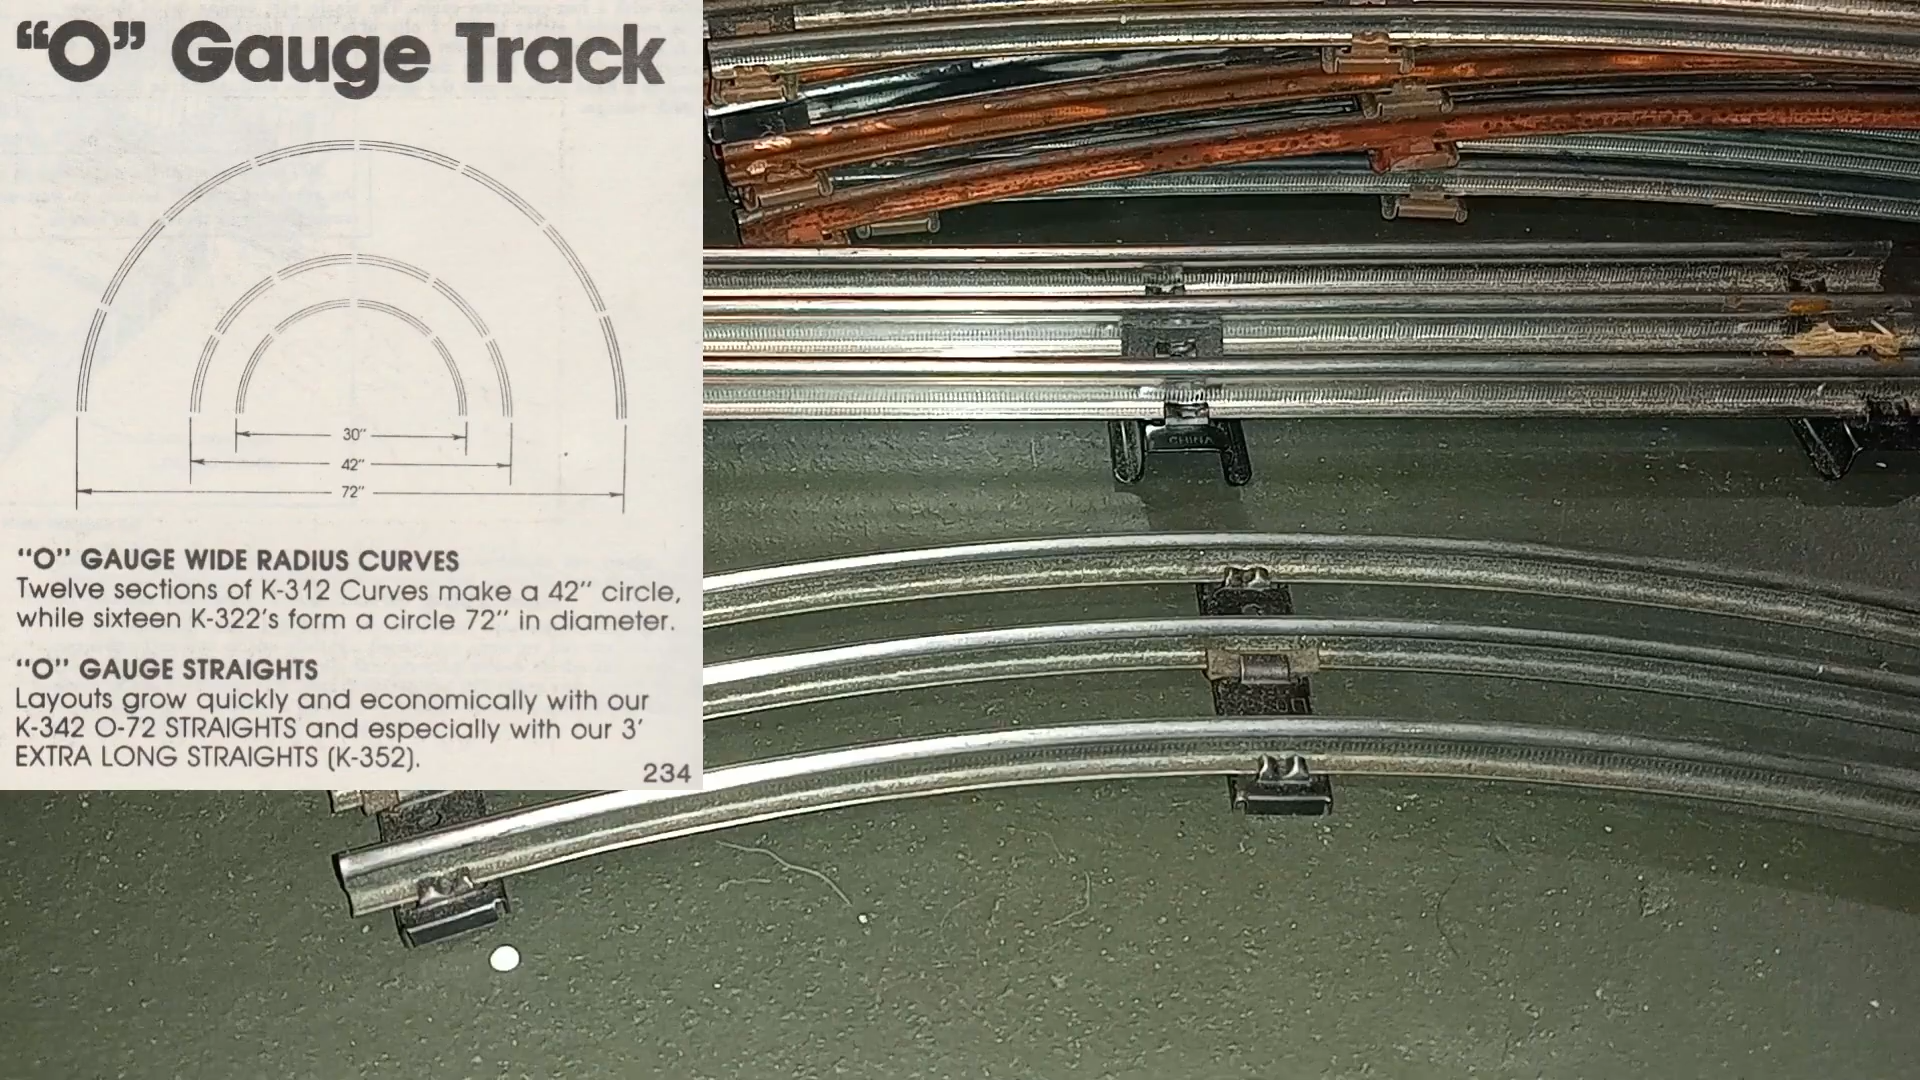 “O” Gauge Track
30″
42″
72″
“O” GAUGE WIDE RADIUS CURVES
Twelve sections of K-312 Curves make a 42″ circle,
while sixteen K-322’s form a circle 72″ in diameter.
“O” GAUGE STRAIGHTS
Layouts grow quickly and economically with our
K-342 O-72 STRAIGHTS and especially with our 3′
EXTRA LONG STRAIGHTS (K-352).
234
CHINA